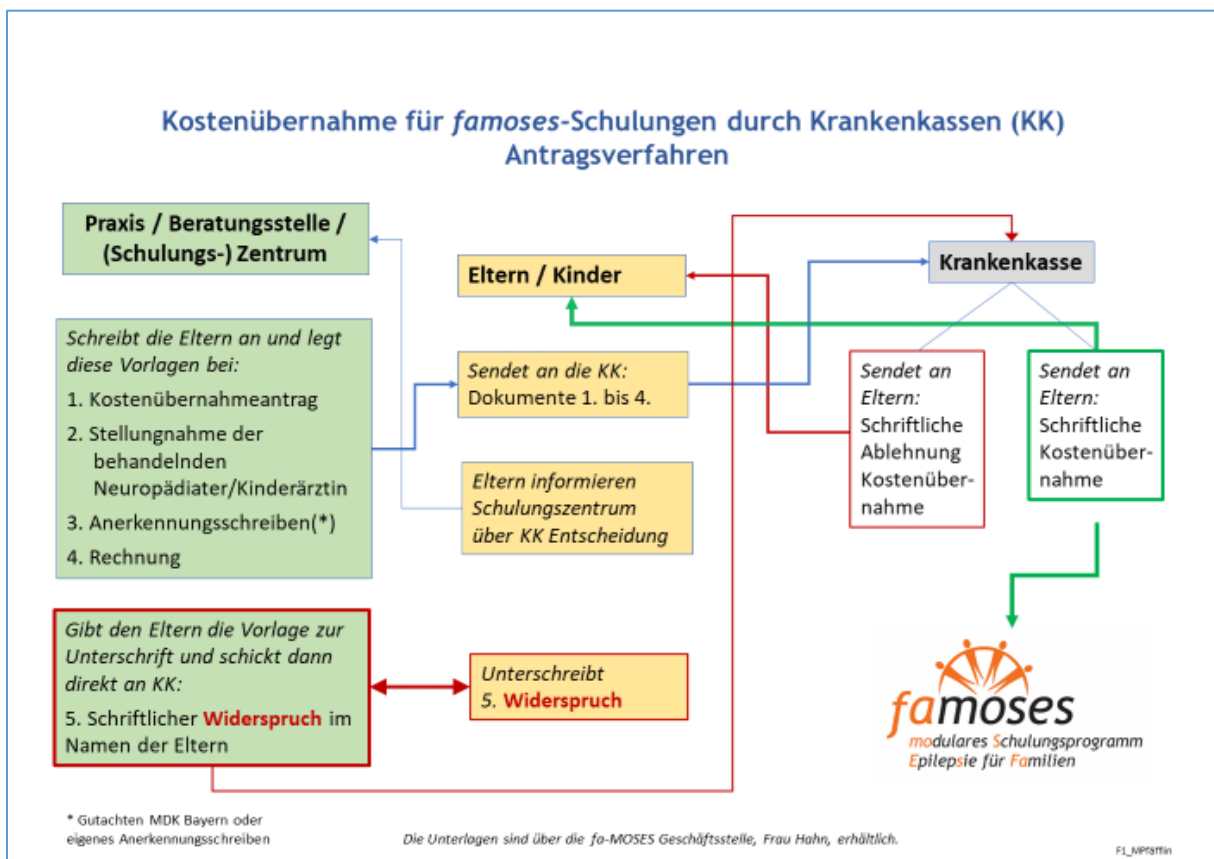 Kostenübernahme für famoses-Schulungen durch Krankenkassen (KK)
Antragsverfahren
Praxis / Beratungsstelle /
(Schulungs-) Zentrum
Eltern / Kinder
Krankenkasse
Schreibt die Eltern an und legt
diese Vorlagen bei:
1. Kostenübernahmeantrag
2. Stellungnahme der
behandelnden
Neuropädiater/Kinderärztin
3. Anerkennungsschreiben(*)
4. Rechnung
Sendet an die KK:
Dokumente 1. bis 4.
Eltern informieren
Schulungszentrum
über KK Entscheidung
Sendet an
Eltern:
Schriftliche
Ablehnung
Kostenüber-
nahme
Sendet an
Eltern:
Schriftliche
Kostenüber-
nahme
Gibt den Eltern die Vorlage zur
Unterschrift und schickt dann
direkt an KK:
5. Schriftlicher Widerspruch im
Namen der Eltern
Unterschreibt
5. Widerspruch
famoses
modulares Schulungsprogramm
Epilepsie für Familien
* Gutachten MDK Bayern oder
eigenes Anerkennungsschreiben
Die Unterlagen sind über die fa-MOSES Geschäftsstelle, Frau Hahn, erhältlich.
F1_MPfäfflin